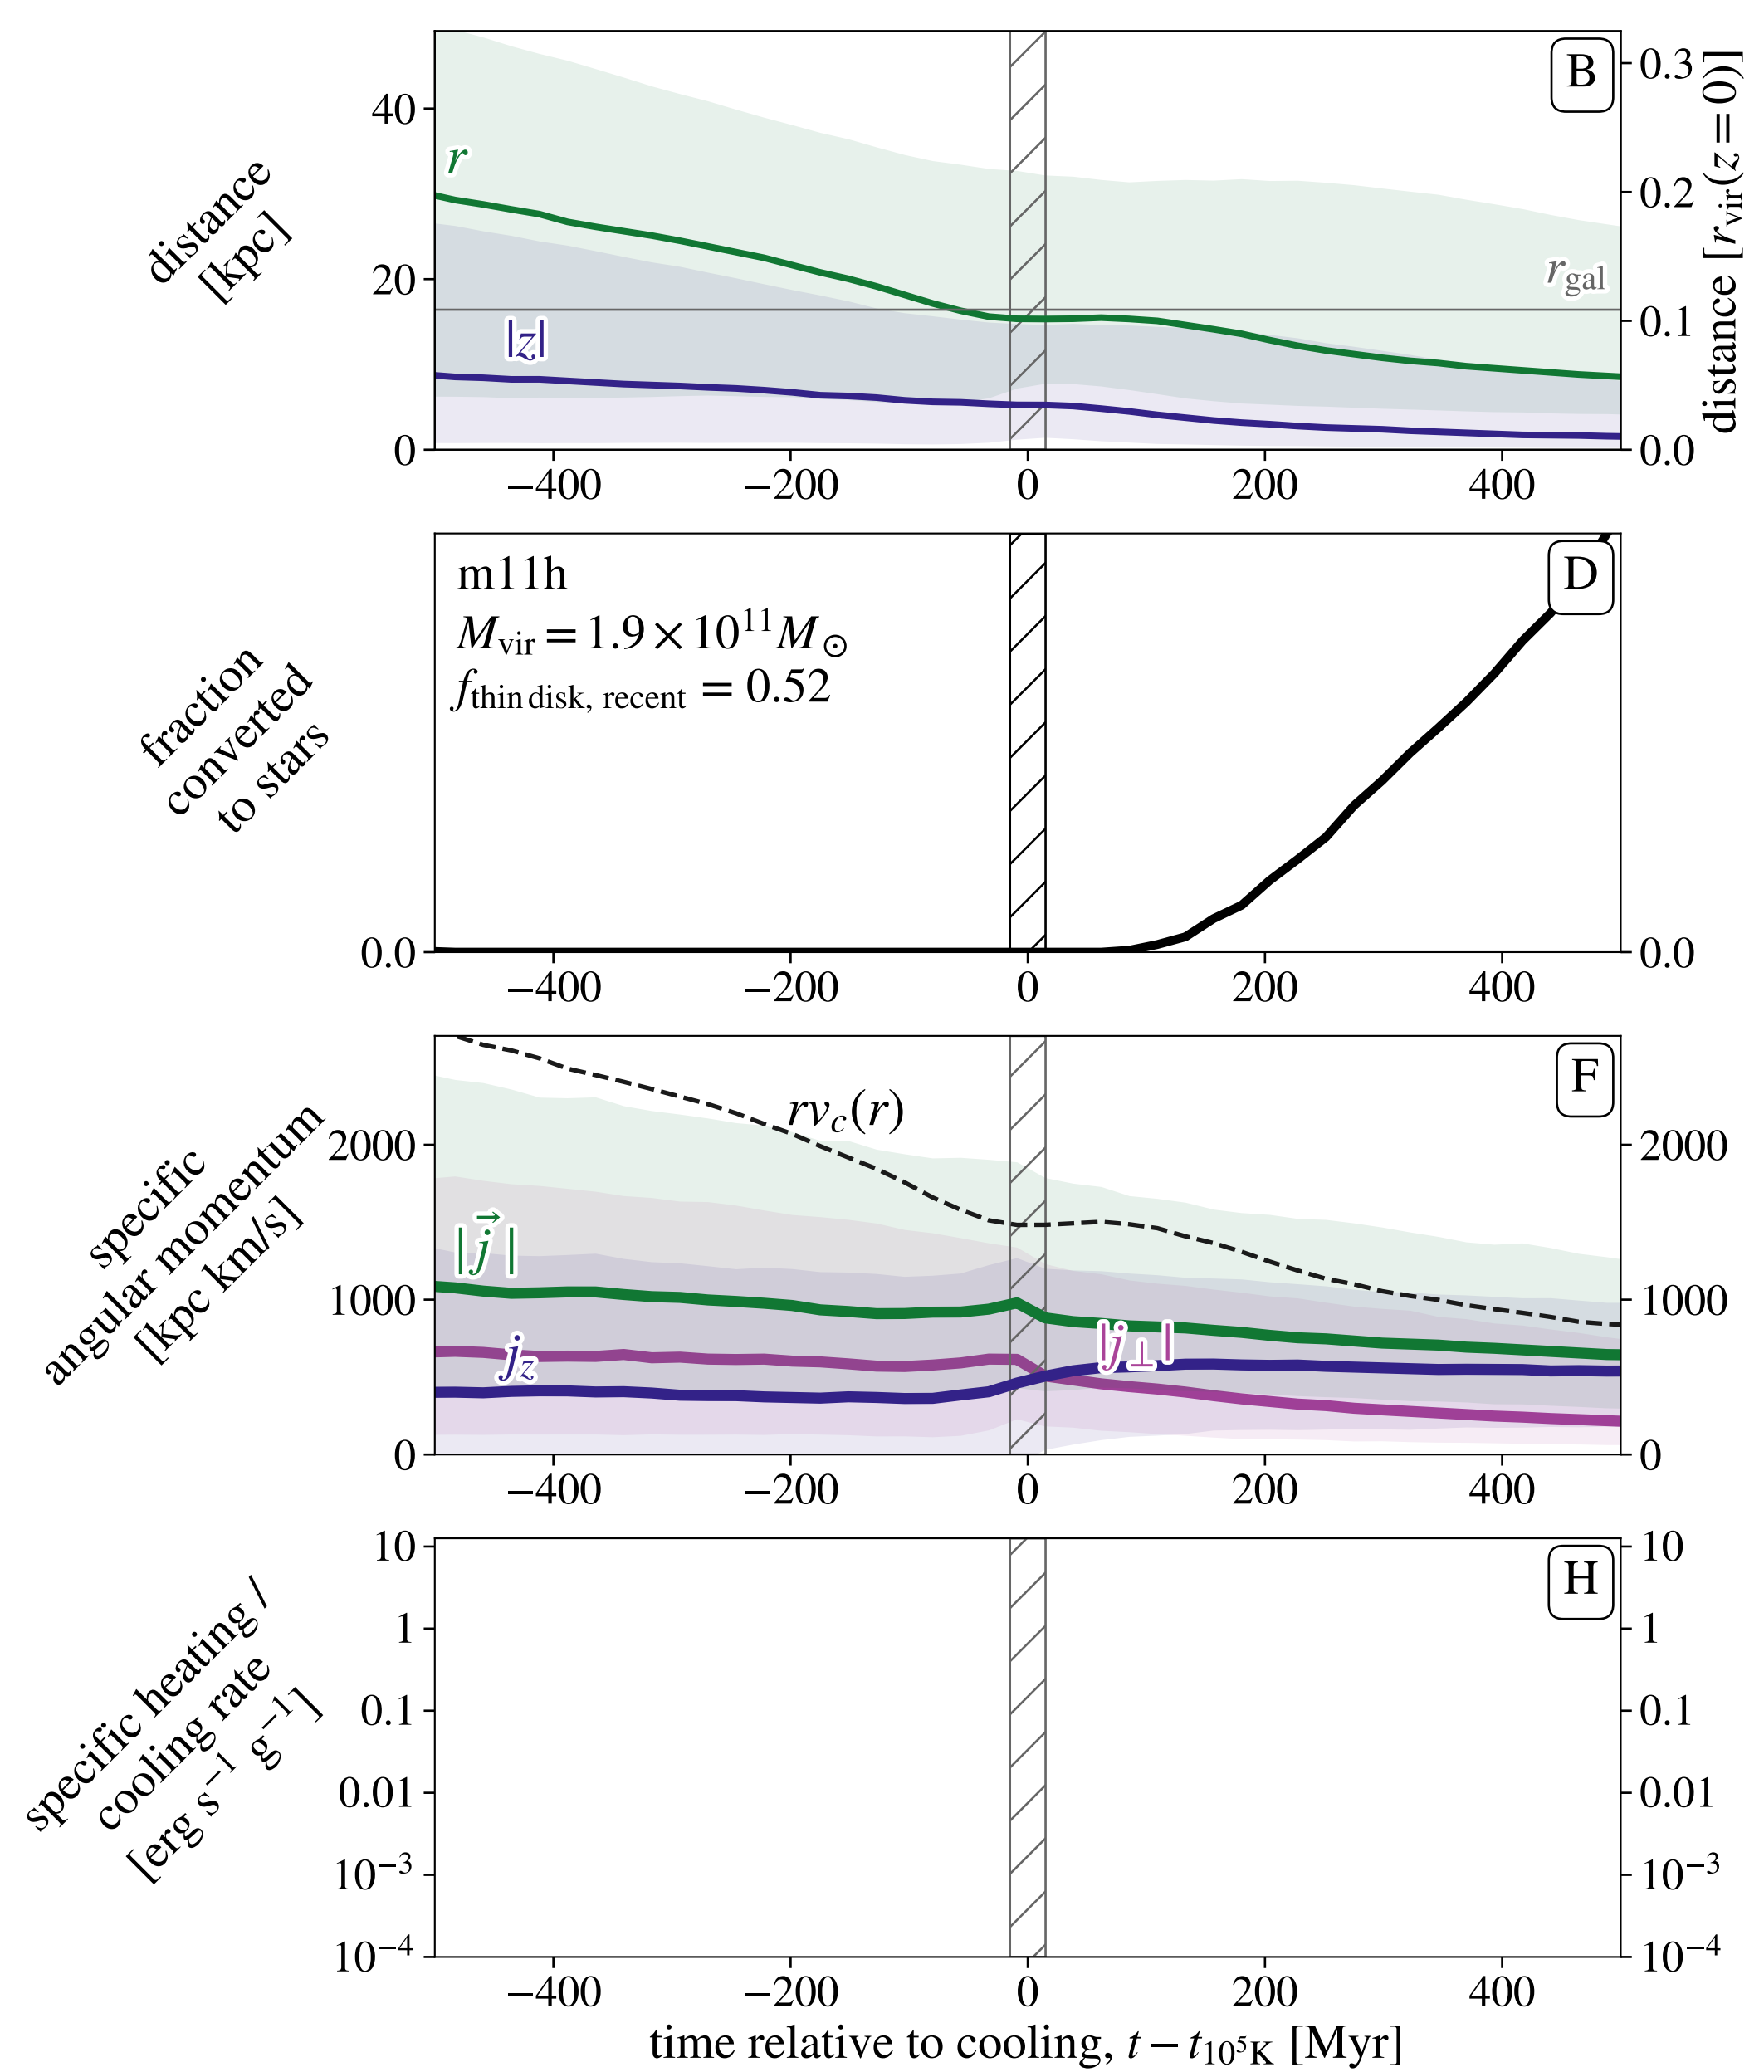 B
distance
[kpc]
40
20
0
r
|z|
r_gal
0.3
0.2
0.1
0.0
distance [r_vir(z=0)]
−400 −200 0 200 400
D
m11h
M_vir = 1.9 × 10^11 M_⊙
f_thin disk, recent = 0.52
fraction
converted
to stars
0.0
0.0
−400 −200 0 200 400
F
specific
angular momentum
[kpc km/s]
2000
1000
0
rv_c(r)
|j⃗|
j_z
|j_⊥|
2000
1000
0
−400 −200 0 200 400
H
specific heating /
cooling rate
[erg s^−1 g^−1]
10
1
0.1
0.01
10^−3
10^−4
10
1
0.1
0.01
10^−3
10^−4
−400 −200 0 200 400
time relative to cooling, t − t_10^5K [Myr]